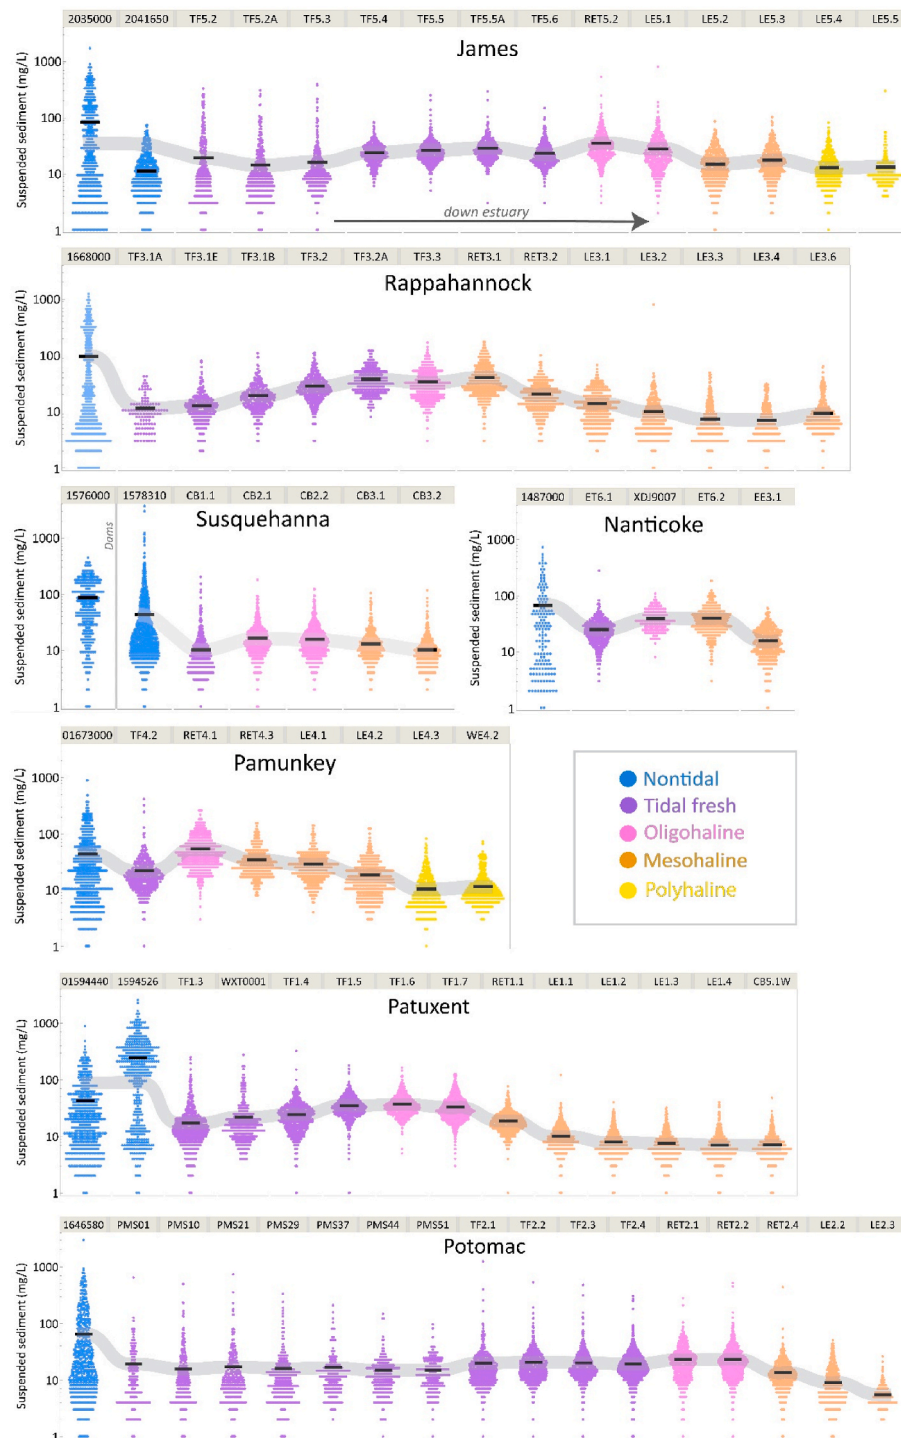 2035000 2041650 TF5.2 TF5.2A TF5.3 TF5.4 TF5.5 TF5.5A TF5.6 RET5.2 LE5.1 LE5.2 LE5.3 LE5.4 LE5.5
James
Suspended sediment (mg/L)
1000
100
10
1
down estuary
1668000 TF3.1A TF3.1E TF3.1B TF3.2 TF3.2A TF3.3 RET3.1 RET3.2 LE3.1 LE3.2 LE3.3 LE3.4 LE3.6
Rappahannock
Suspended sediment (mg/L)
1000
100
10
1
1576000 1578310 CB1.1 CB2.1 CB2.2 CB3.1 CB3.2
Susquehanna
Dams
Suspended sediment (mg/L)
1000
100
10
1
1487000 ET6.1 XDJ9007 ET6.2 EE3.1
Nanticoke
Suspended sediment (mg/L)
1000
100
10
1
01673000 TF4.2 RET4.1 RET4.3 LE4.1 LE4.2 LE4.3 WE4.2
Pamunkey
Suspended sediment (mg/L)
1000
100
10
1
Nontidal
Tidal fresh
Oligohaline
Mesohaline
Polyhaline
01594440 1594526 TF1.3 WXT0001 TF1.4 TF1.5 TF1.6 TF1.7 RET1.1 LE1.1 LE1.2 LE1.3 LE1.4 CB5.1W
Patuxent
Suspended sediment (mg/L)
1000
100
10
1
1646580 PMS01 PMS10 PMS21 PMS29 PMS37 PMS44 PMS51 TF2.1 TF2.2 TF2.3 TF2.4 RET2.1 RET2.2 RET2.4 LE2.2 LE2.3
Potomac
Suspended sediment (mg/L)
1000
100
10
1